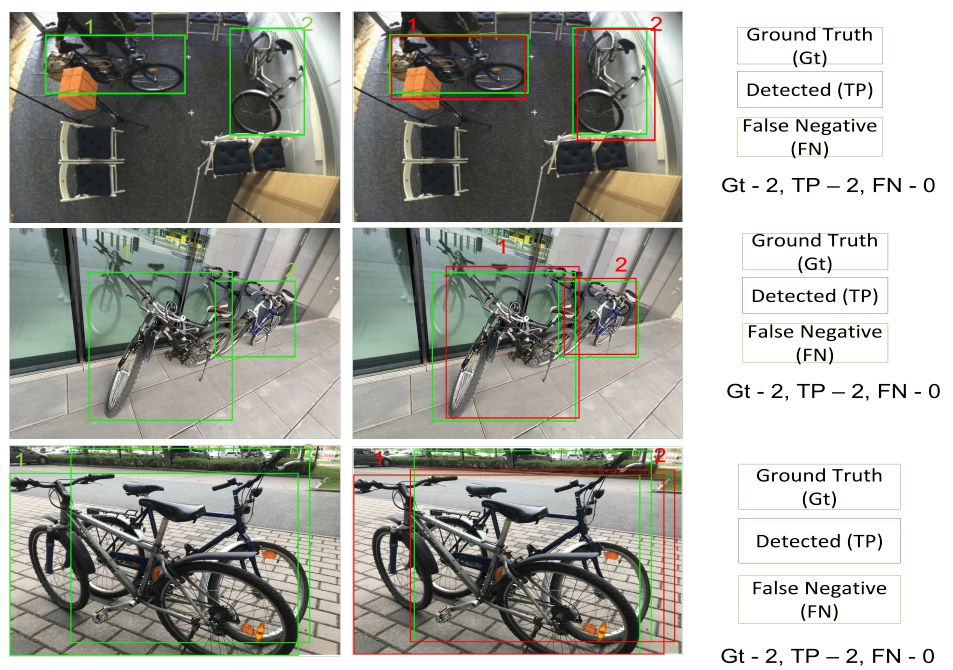 1
2
1
2
Ground Truth
(Gt)
Detected (TP)
False Negative
(FN)
Gt - 2, TP – 2, FN - 0
2
1
2
Ground Truth
(Gt)
Detected (TP)
False Negative
(FN)
Gt - 2, TP – 2, FN - 0
1
1
2
Ground Truth
(Gt)
Detected (TP)
False Negative
(FN)
Gt - 2, TP – 2, FN - 0